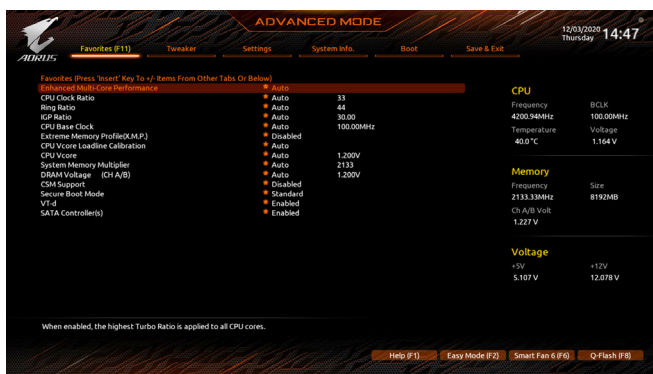 ADVANCED MODE
12/03/2020 14:47
Thursday
AORUS
Favorites (F11) Tweaker Settings System Info. Boot Save & Exit
Favorites (Press 'Insert' Key To +/- Items From Other Tabs Or Below)
Enhanced Multi-Core Performance Auto
CPU Clock Ratio Auto 33
Ring Ratio Auto 44
IGP Ratio Auto 30.00
CPU Base Clock Auto 100.00MHz
Extreme Memory Profile(X.M.P.) Disabled
CPU Vcore Loadline Calibration Auto
CPU Vcore Auto 1.200V
System Memory Multiplier Auto 2133
DRAM Voltage (CH A/B) Auto 1.200V
CSM Support Disabled
Secure Boot Mode Standard
VT-d Enabled
SATA Controller(s) Enabled
CPU
Frequency BCLK
4200.94MHz 100.00MHz
Temperature Voltage
40.0 °C 1.164 V
Memory
Frequency Size
2133.33MHz 8192MB
Ch A/B Volt
1.227 V
Voltage
+5V +12V
5.107 V 12.078 V
When enabled, the highest Turbo Ratio is applied to all CPU cores.
Help (F1) Easy Mode (F2) Smart Fan 6 (F6) Q-Flash (F8)